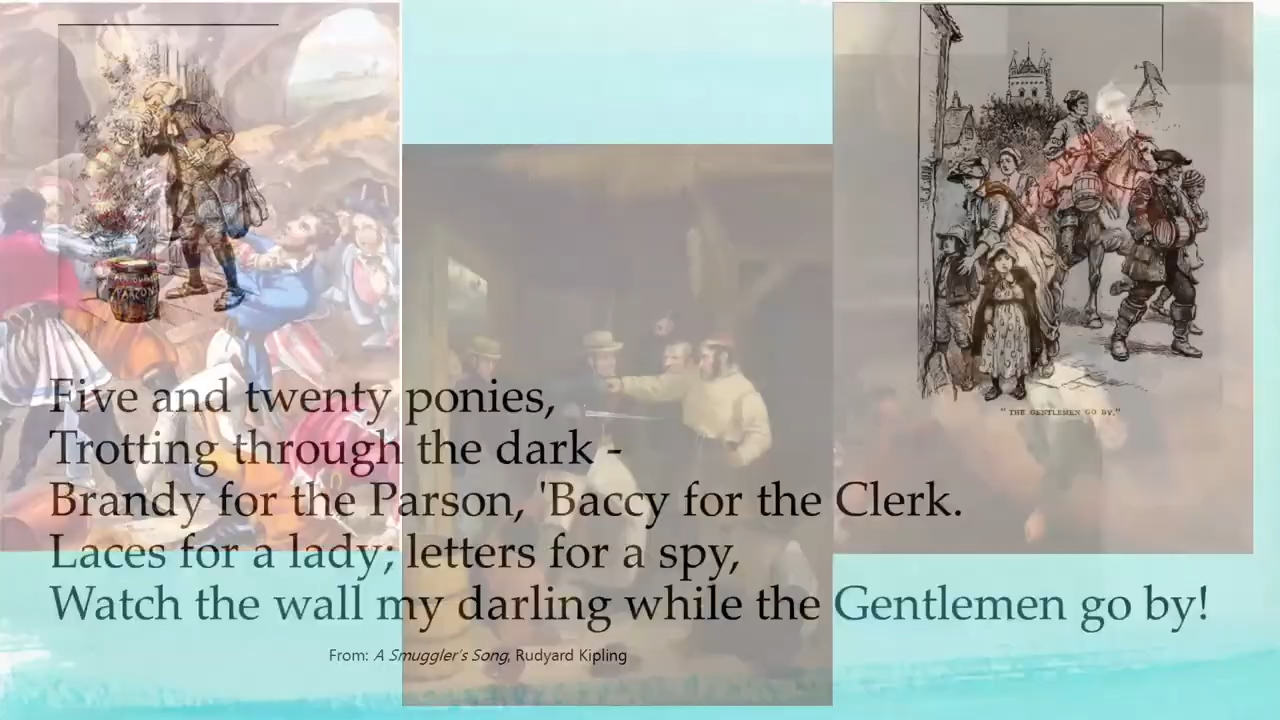 Five and twenty ponies,
Trotting through the dark -
Brandy for the Parson, 'Baccy for the Clerk.
Laces for a lady; letters for a spy,
Watch the wall my darling while the Gentlemen go by!
From: A Smuggler's Song, Rudyard Kipling
"THE GENTLEMEN GO BY."